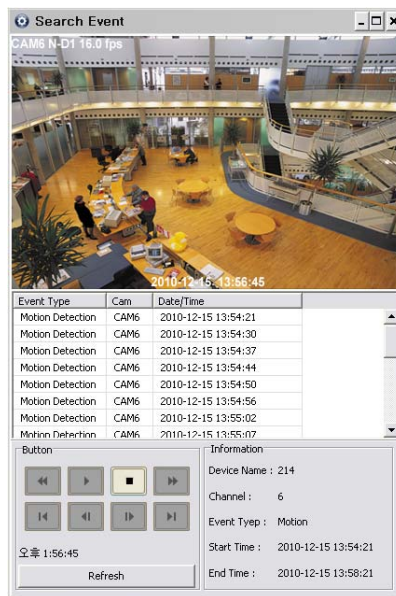 Search Event
CAM6 N-D1 16.0 fps
2010-12-15 13:56:45
Event Type Cam Date/Time
Motion Detection CAM6 2010-12-15 13:54:21
Motion Detection CAM6 2010-12-15 13:54:30
Motion Detection CAM6 2010-12-15 13:54:37
Motion Detection CAM6 2010-12-15 13:54:44
Motion Detection CAM6 2010-12-15 13:54:50
Motion Detection CAM6 2010-12-15 13:54:56
Motion Detection CAM6 2010-12-15 13:55:02
Motion Detection CAM6 2010-12-15 13:55:07
Button
오후 1:56:45
Refresh
Information
Device Name : 214
Channel : 6
Event Typep : Motion
Start Time : 2010-12-15 13:54:21
End Time : 2010-12-15 13:58:21